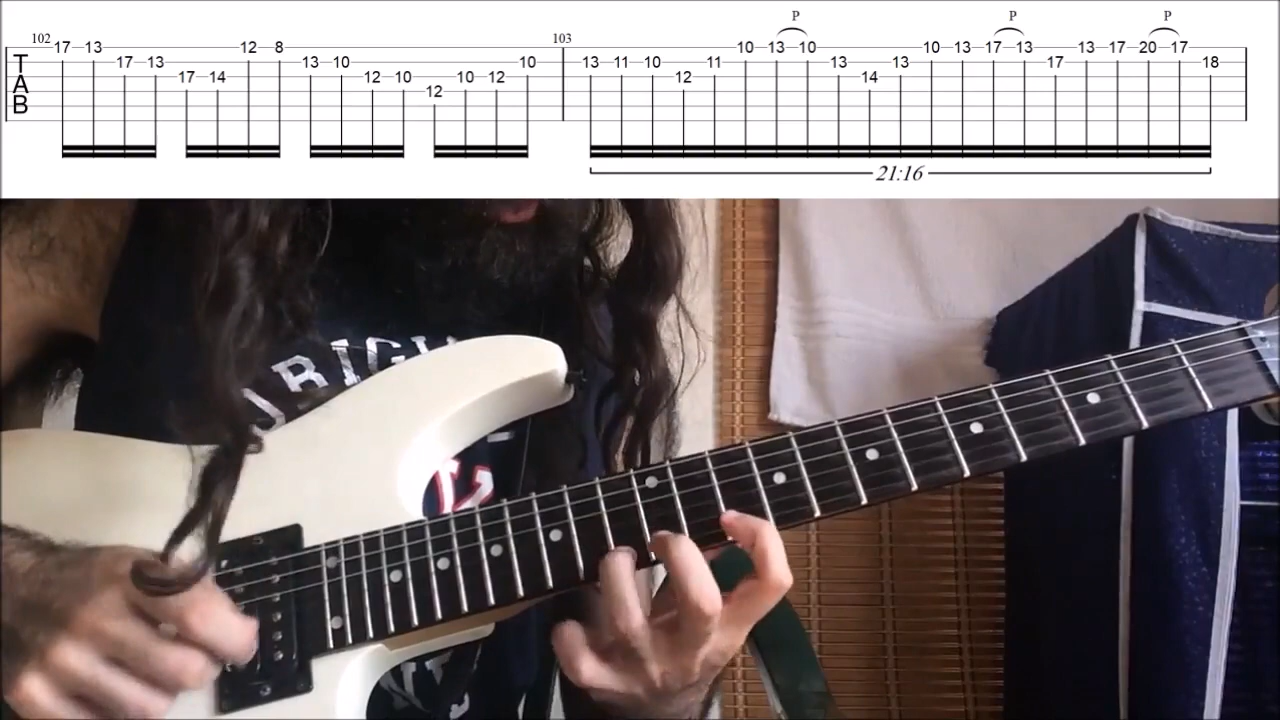 P P P
102 17 13 12 8 103 10 13 10 10 13 17 13 13 17 20 17
T 17 13 13 10 10 13 11 10 11 13 13 17 18
A 17 14 12 10 10 12 12 14
B 12
21:16
ORIGI